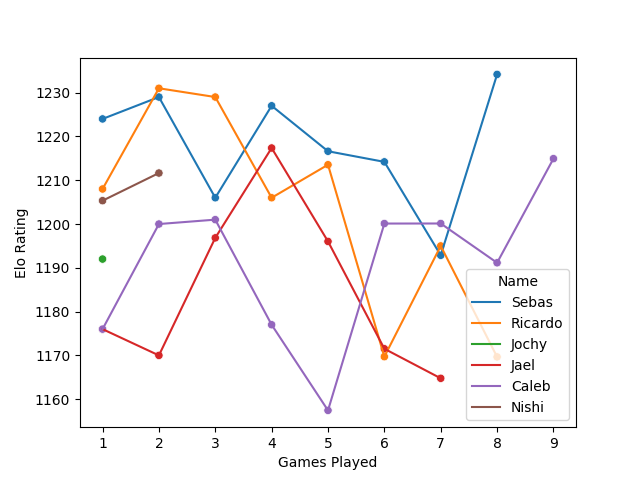 Elo Rating
1230
1220
1210
1200
1190
1180
1170
1160
1 2 3 4 5 6 7 8 9
Games Played
Name
Sebas
Ricardo
Jochy
Jael
Caleb
Nishi